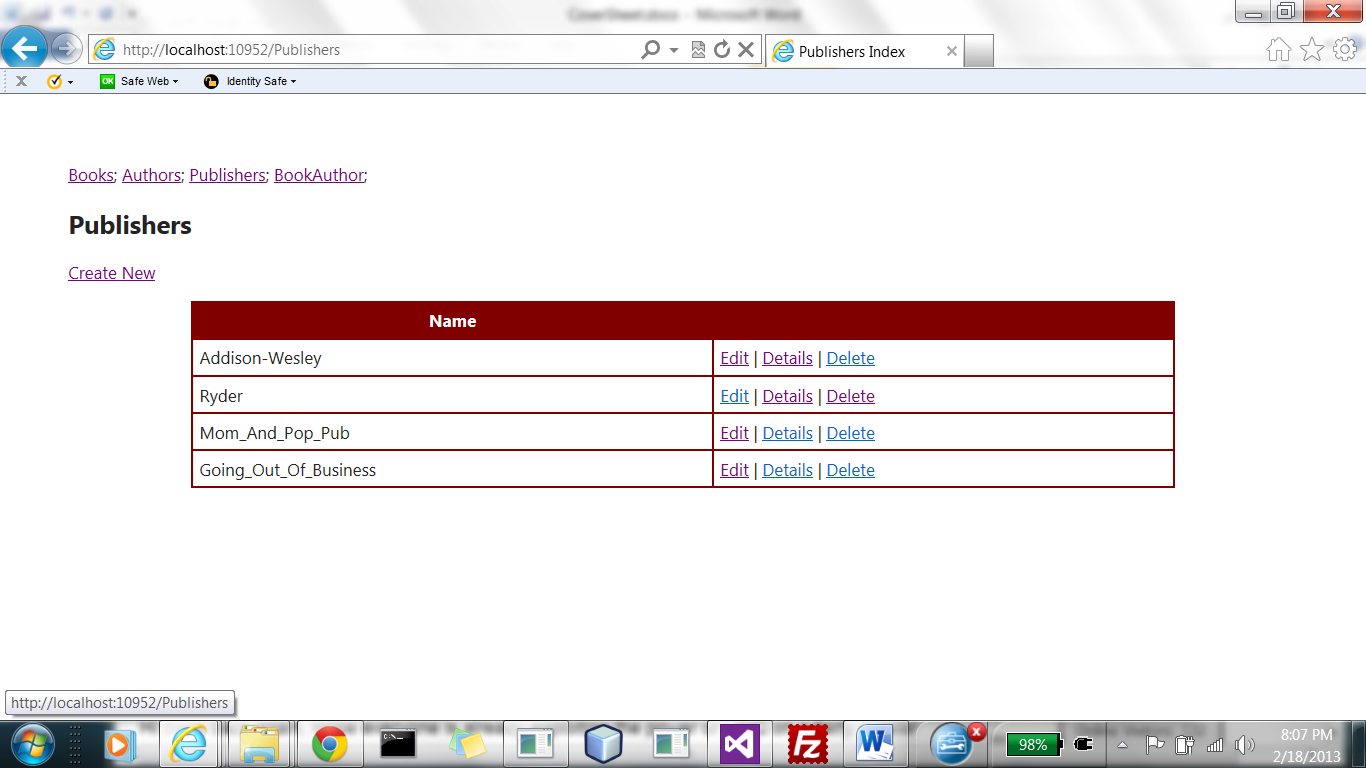 CoverSheet.docx - Microsoft Word
http://localhost:10952/Publishers
Publishers Index
OK Safe Web
Identity Safe
Books; Authors; Publishers; BookAuthor;
Publishers
Create New
Name
Addison-Wesley Edit | Details | Delete
Ryder Edit | Details | Delete
Mom_And_Pop_Pub Edit | Details | Delete
Going_Out_Of_Business Edit | Details | Delete
http://localhost:10952/Publishers
98%
8:07 PM
2/18/2013